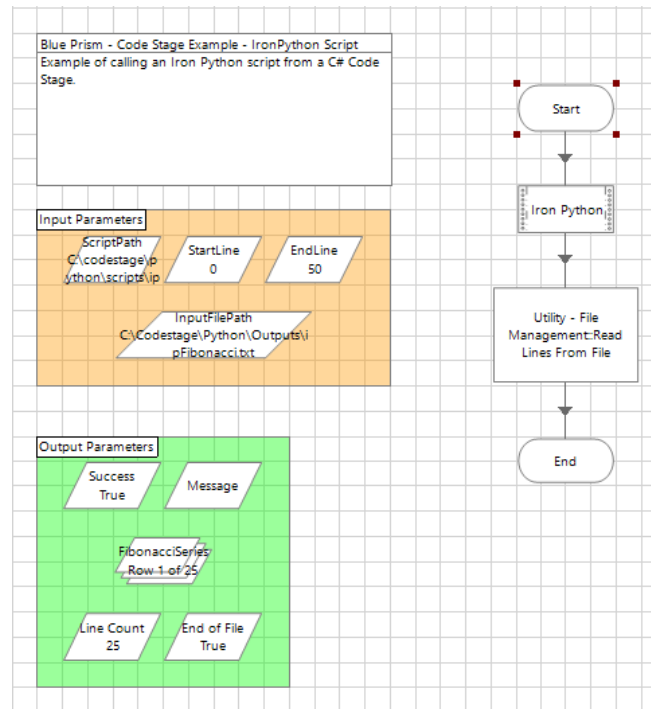 Blue Prism - Code Stage Example - IronPython Script
Example of calling an Iron Python script from a C# Code
Stage.
Start
Iron Python
Utility - File
Management::Read
Lines From File
End
Input Parameters
ScriptPath
C:\codestage\p
ython\scripts\ip
StartLine
0
EndLine
50
InputFilePath
C:\Codestage\Python\Outputs\i
pFibonacci.txt
Output Parameters
Success
True
Message
FibonacciSeries
Row 1 of 25
Line Count
25
End of File
True